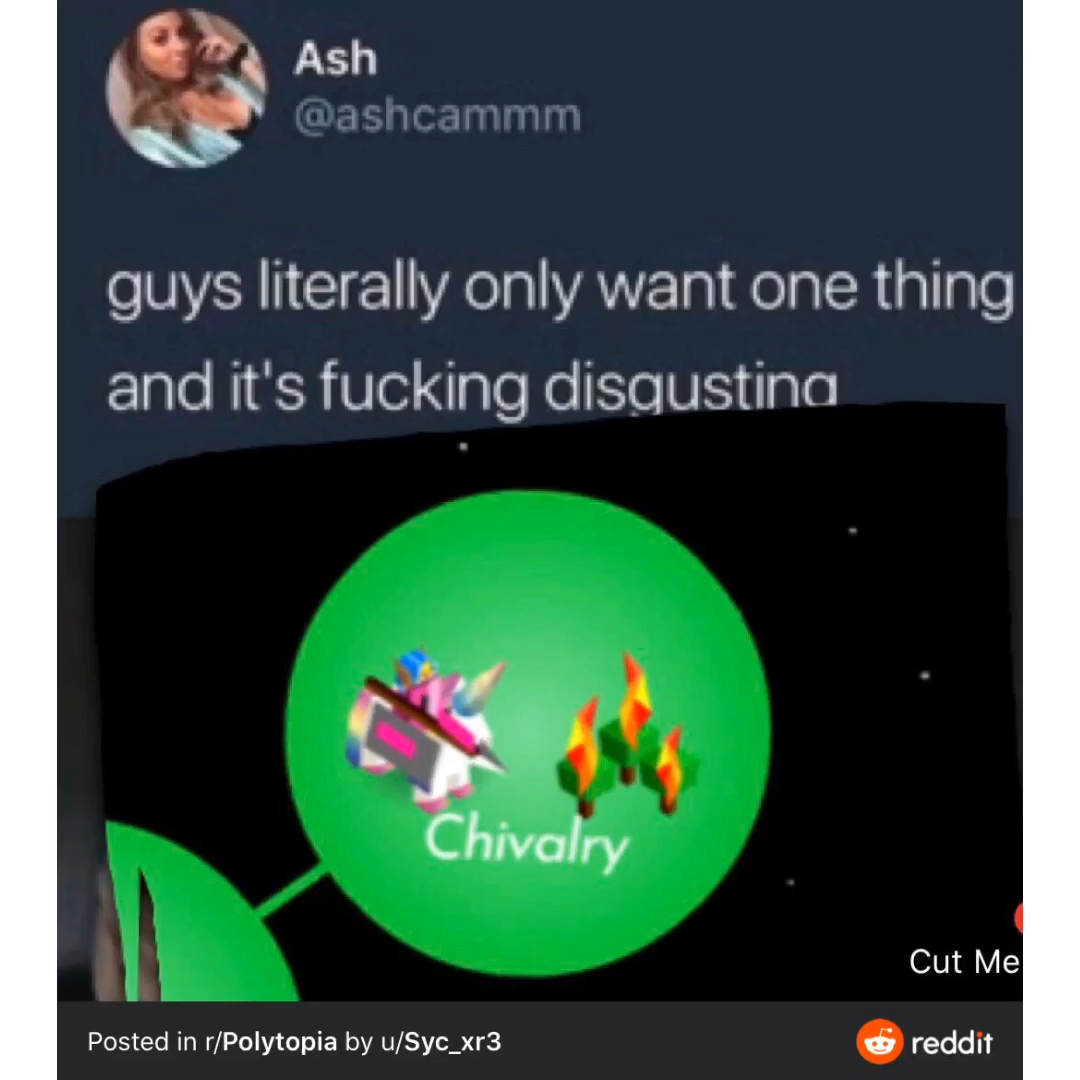 Ash
@ashcammm
guys literally only want one thing
and it's fucking disgusting
Chivalry
Cut Me
Posted in r/Polytopia by u/Syc_xr3
reddit